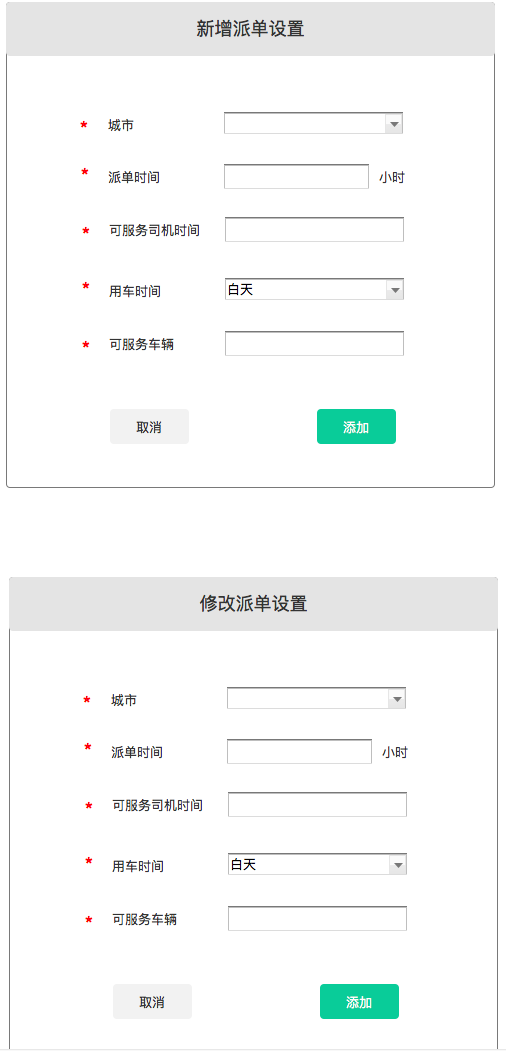 新增派单设置
* 城市
* 派单时间 小时
* 可服务司机时间
* 用车时间 白天
* 可服务车辆
取消 添加
修改派单设置
* 城市
* 派单时间 小时
* 可服务司机时间
* 用车时间 白天
* 可服务车辆
取消 添加